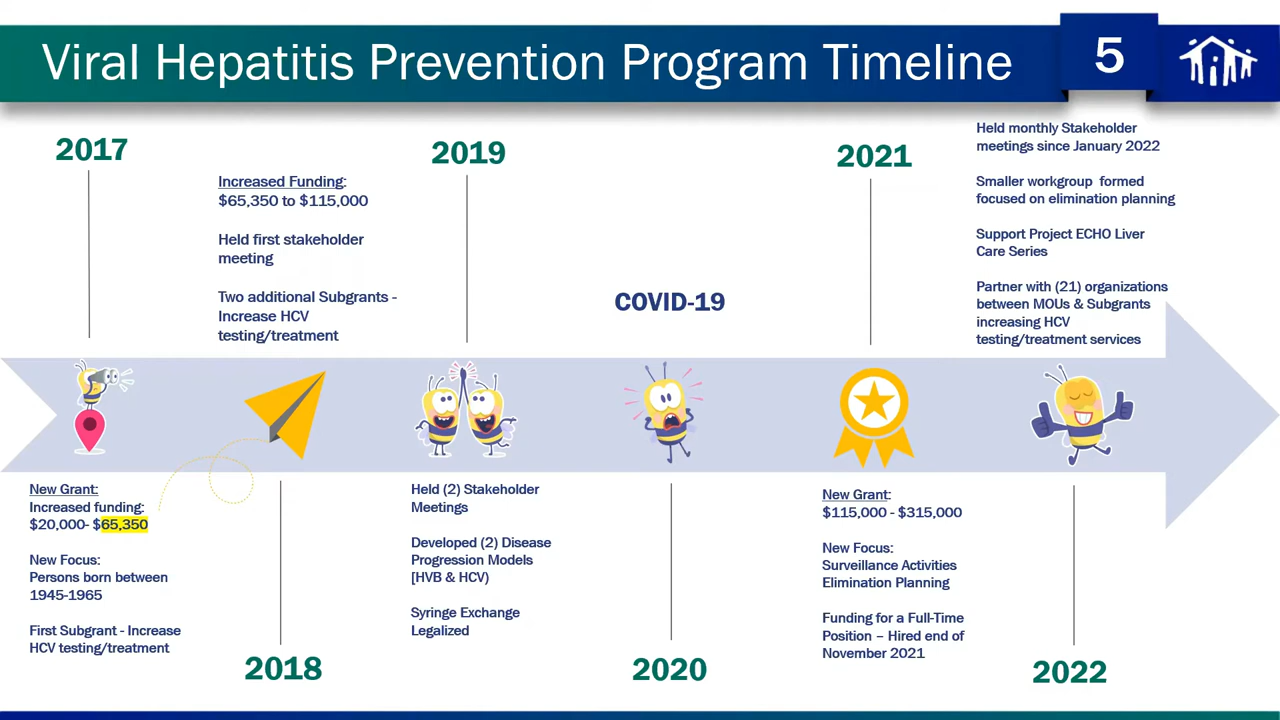 Viral Hepatitis Prevention Program Timeline
5
2017
New Grant:
Increased funding:
$20,000- $65,350
New Focus:
Persons born between
1945-1965
First Subgrant - Increase
HCV testing/treatment
Increased Funding:
$65,350 to $115,000
Held first stakeholder
meeting
Two additional Subgrants -
Increase HCV
testing/treatment
2018
2019
Held (2) Stakeholder
Meetings
Developed (2) Disease
Progression Models
[HVB & HCV)
Syringe Exchange
Legalized
COVID-19
2020
2021
New Grant:
$115,000 - $315,000
New Focus:
Surveillance Activities
Elimination Planning
Funding for a Full-Time
Position – Hired end of
November 2021
Held monthly Stakeholder
meetings since January 2022
Smaller workgroup formed
focused on elimination planning
Support Project ECHO Liver
Care Series
Partner with (21) organizations
between MOUs & Subgrants
increasing HCV
testing/treatment services
2022